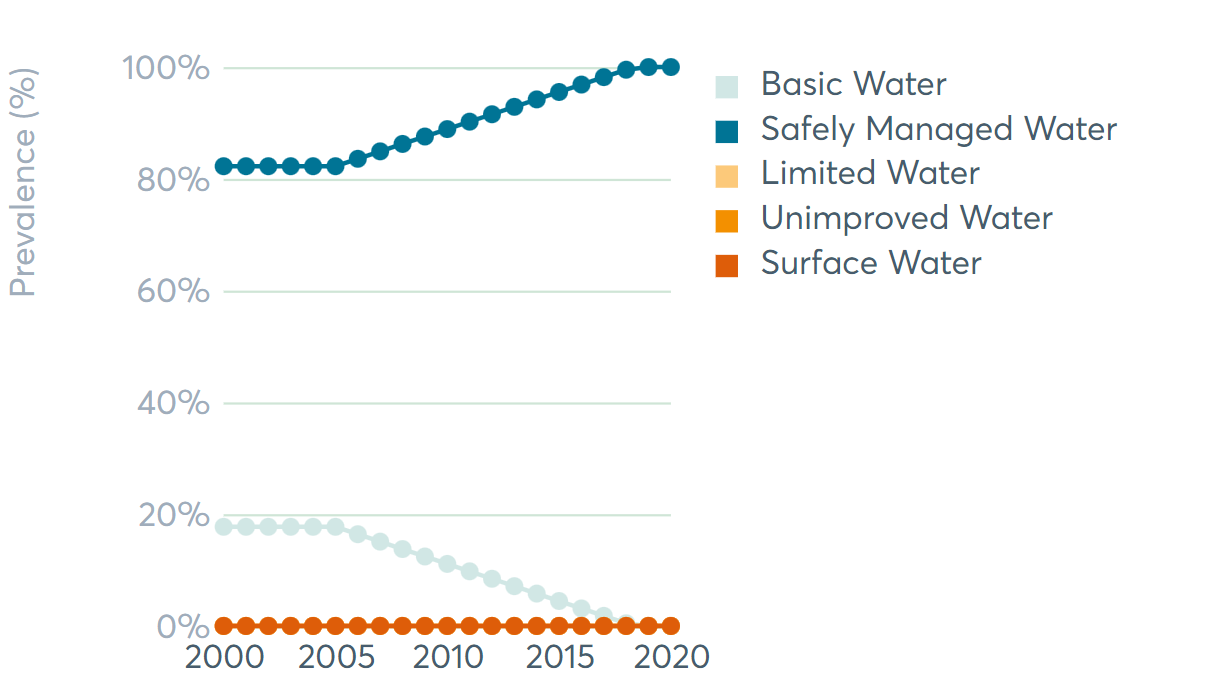 Prevalence (%)
100%
80%
60%
40%
20%
0%
2000 2005 2010 2015 2020
Basic Water
Safely Managed Water
Limited Water
Unimproved Water
Surface Water